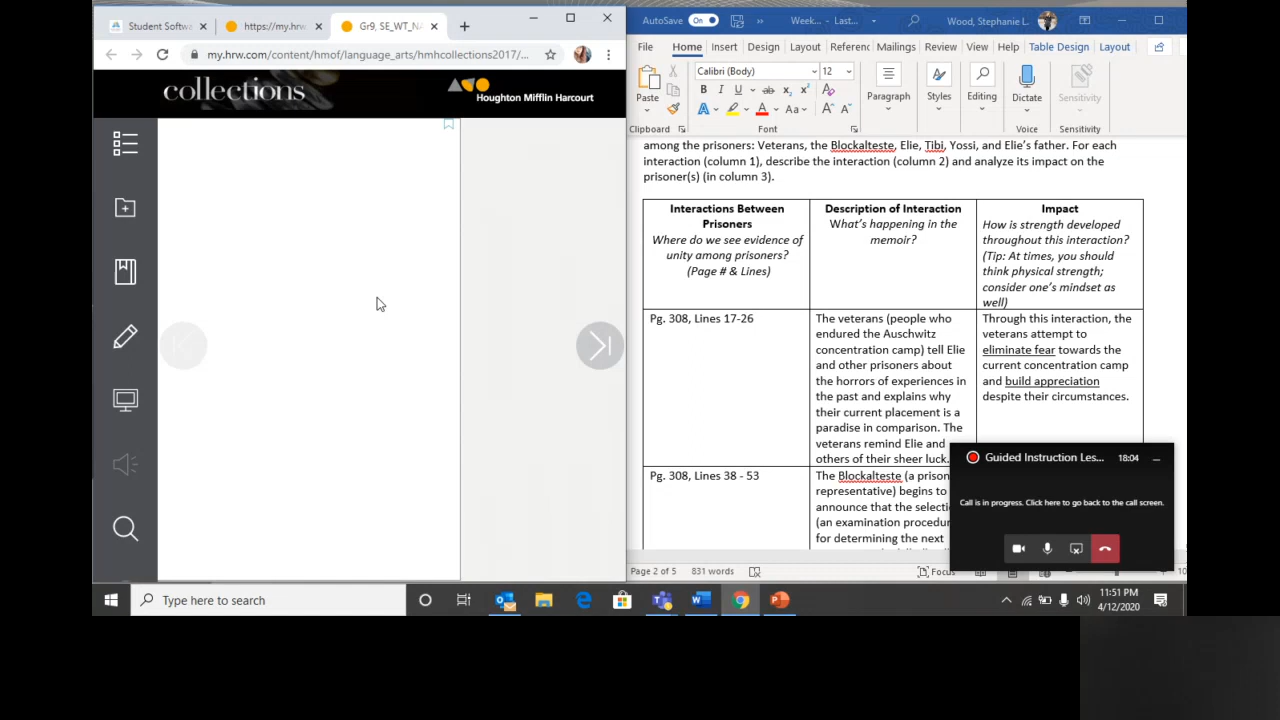 Student Softwa
https://my.hrw
Gr9, SE_WT_NA
my.hrw.com/content/hmof/language_arts/hmhcollections2017/...
collections
Houghton Mifflin Harcourt
AutoSave On
Week... - Last...
Wood, Stephanie L.
File Home Insert Design Layout Referenc Mailings Review View Help Table Design Layout
Calibri (Body) 12
Paste Paragraph Styles Editing Dictate Sensitivity
Clipboard Font Voice Sensitivity
among the prisoners: Veterans, the Blockalteste, Elie, Tibi, Yossi, and Elie's father. For each
interaction (column 1), describe the interaction (column 2) and analyze its impact on the
prisoner(s) (in column 3).
Interactions Between
Prisoners
Where do we see evidence of
unity among prisoners?
(Page # & Lines)
Description of Interaction
What's happening in the
memoir?
Impact
How is strength developed
throughout this interaction?
(Tip: At times, you should
think physical strength;
consider one's mindset as
well)
Pg. 308, Lines 17-26
The veterans (people who
endured the Auschwitz
concentration camp) tell Elie
and other prisoners about
the horrors of experiences in
the past and explains why
their current placement is a
paradise in comparison. The
veterans remind Elie and
others of their sheer luck.
Through this interaction, the
veterans attempt to
eliminate fear towards the
current concentration camp
and build appreciation
despite their circumstances.
Pg. 308, Lines 38 - 53
The Blockalteste (a prison
representative) begins to
announce that the selecti
(an examination procedur
for determining the next
Guided Instruction Les... 18:04
Call is in progress. Click here to go back to the call screen.
Page 2 of 5 831 words Focus
Type here to search
11:51 PM
4/12/2020